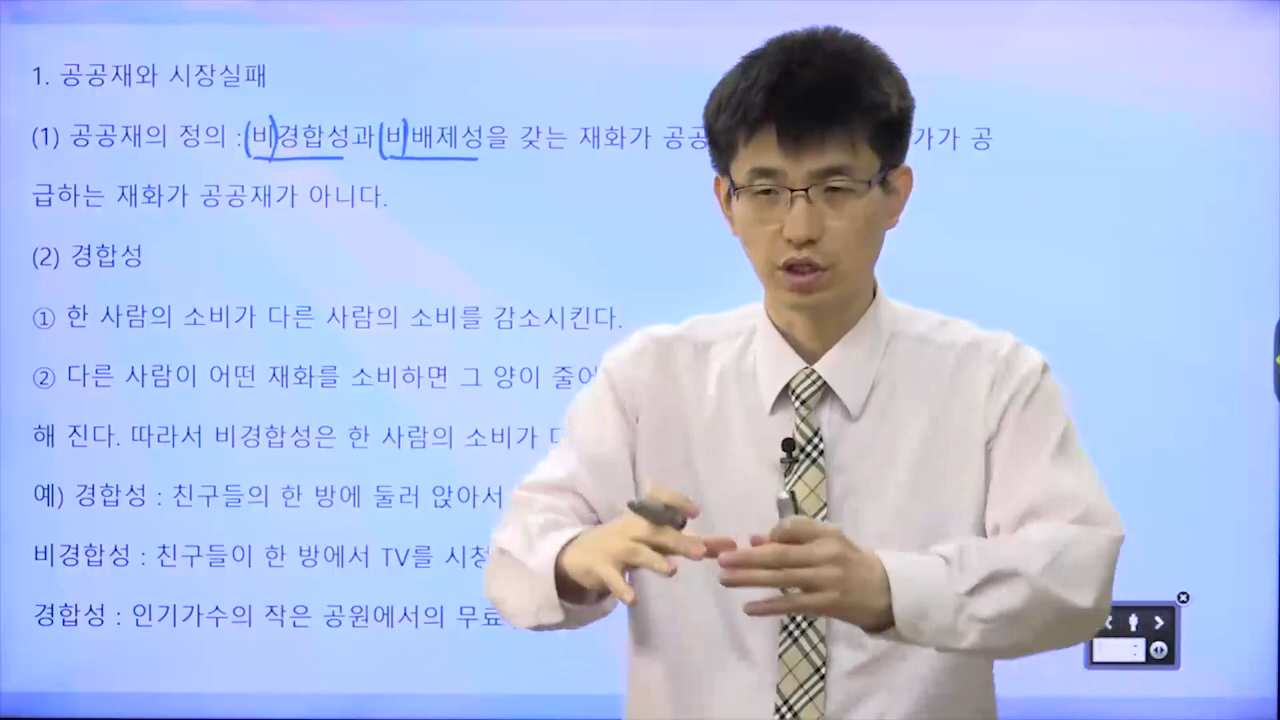 1. 공공재와 시장실패
(1) 공공재의 정의 : (비)경합성과 (비)배제성을 갖는 재화가 공공 가가 공
급하는 재화가 공공재가 아니다.
(2) 경합성
① 한 사람의 소비가 다른 사람의 소비를 감소시킨다.
② 다른 사람이 어떤 재화를 소비하면 그 양이
해 진다. 따라서 비경합성은 한 사람의 소비가
예) 경합성 : 친구들의 한 방에 둘러 앉아서
비경합성 : 친구들이 한 방에서 TV를
경합성 : 인기가수의 작은 공원에서의 무료